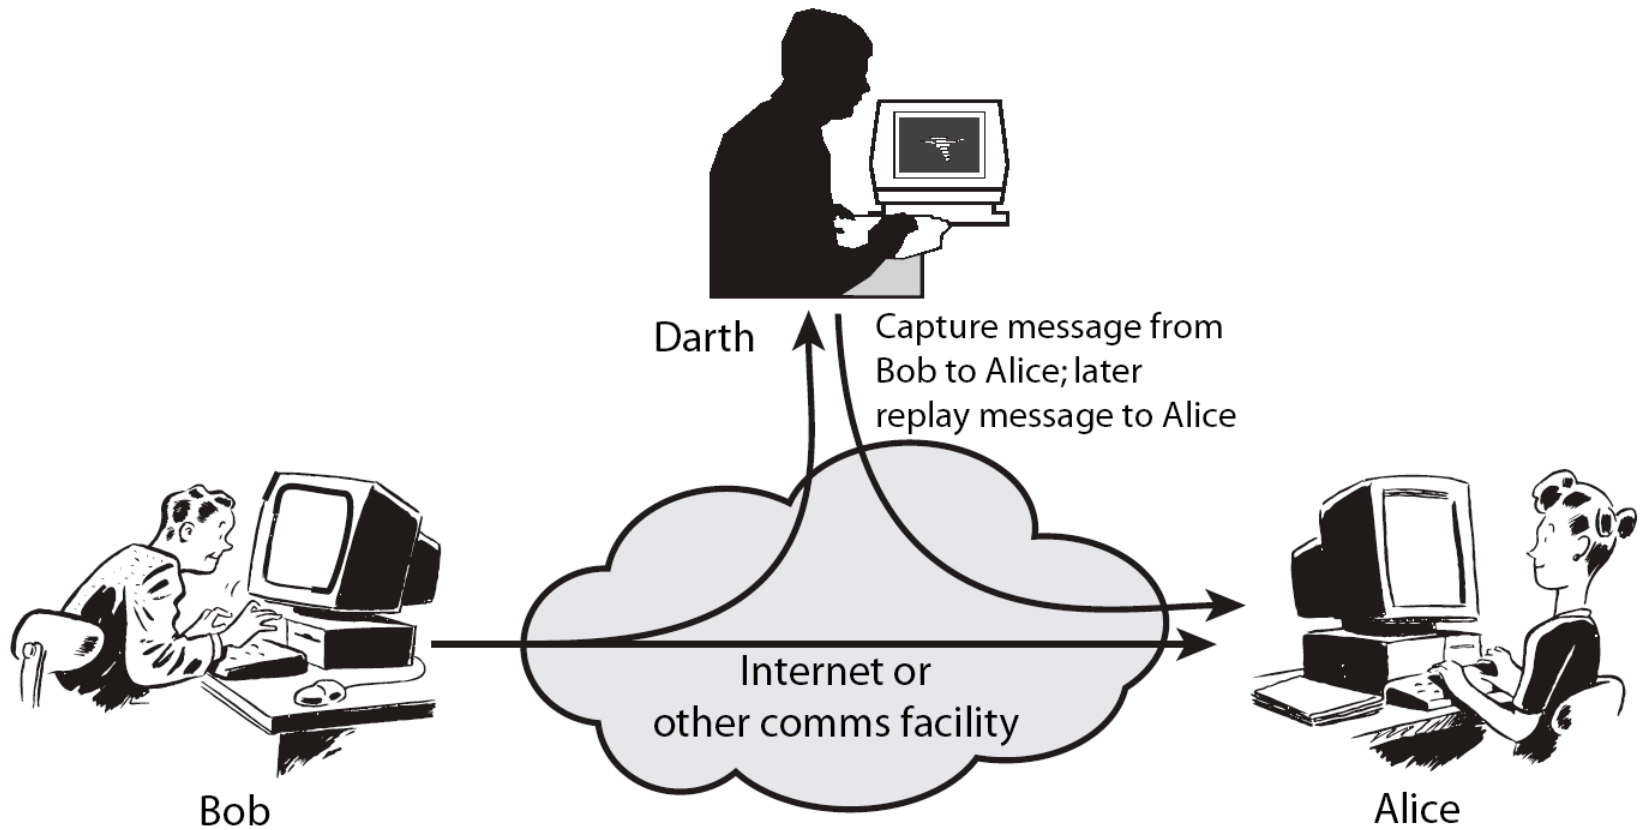 Darth
Capture message from
Bob to Alice; later
replay message to Alice
Internet or
other comms facility
Bob
Alice